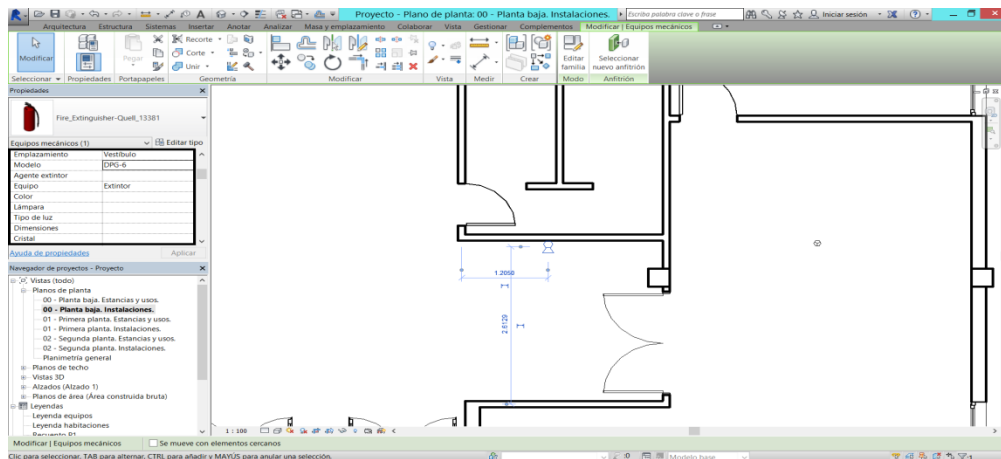 Proyecto - Plano de planta: 00 - Planta baja. Instalaciones.
Escriba palabra clave o frase
Iniciar sesión
Arquitectura Estructura Sistemas Insertar Anotar Analizar Masa y emplazamiento Colaborar Vista Gestionar Complementos Modificar | Equipos mecánicos
Modificar
Pegar
Recorte
Corte
Unir
Editar familia
Seleccionar nuevo anfitrión
Seleccionar Propiedades Portapapeles Geometría Modificar Vista Medir Crear Modo Anfitrión
Propiedades
Fire_Extinguisher-Quell_13381
Equipos mecánicos (1) Editar tipo
Emplazamiento Vestíbulo
Modelo DPG-6
Agente extintor
Equipo Extintor
Color
Lámpara
Tipo de luz
Dimensiones
Cristal
Ayuda de propiedades Aplicar
Navegador de proyectos - Proyecto
Vistas (todo)
Planos de planta
00 - Planta baja. Estancias y usos.
00 - Planta baja. Instalaciones.
01 - Primera planta. Estancias y usos.
01 - Primera planta. Instalaciones.
02 - Segunda planta. Estancias y usos.
02 - Segunda planta. Instalaciones.
Planimetría general
Planos de techo
Vistas 3D
Alzados (Alzado 1)
Planos de área (Área construida bruta)
Leyendas
Leyenda equipos
Leyenda habitaciones
Recuento P1
1.2050
2.6129
1 : 100
Modificar | Equipos mecánicos Se mueve con elementos cercanos
Clic para seleccionar, TAB para alternar, CTRL para añadir y MAYÚS para anular una selección.
:0 Modelo base
:1